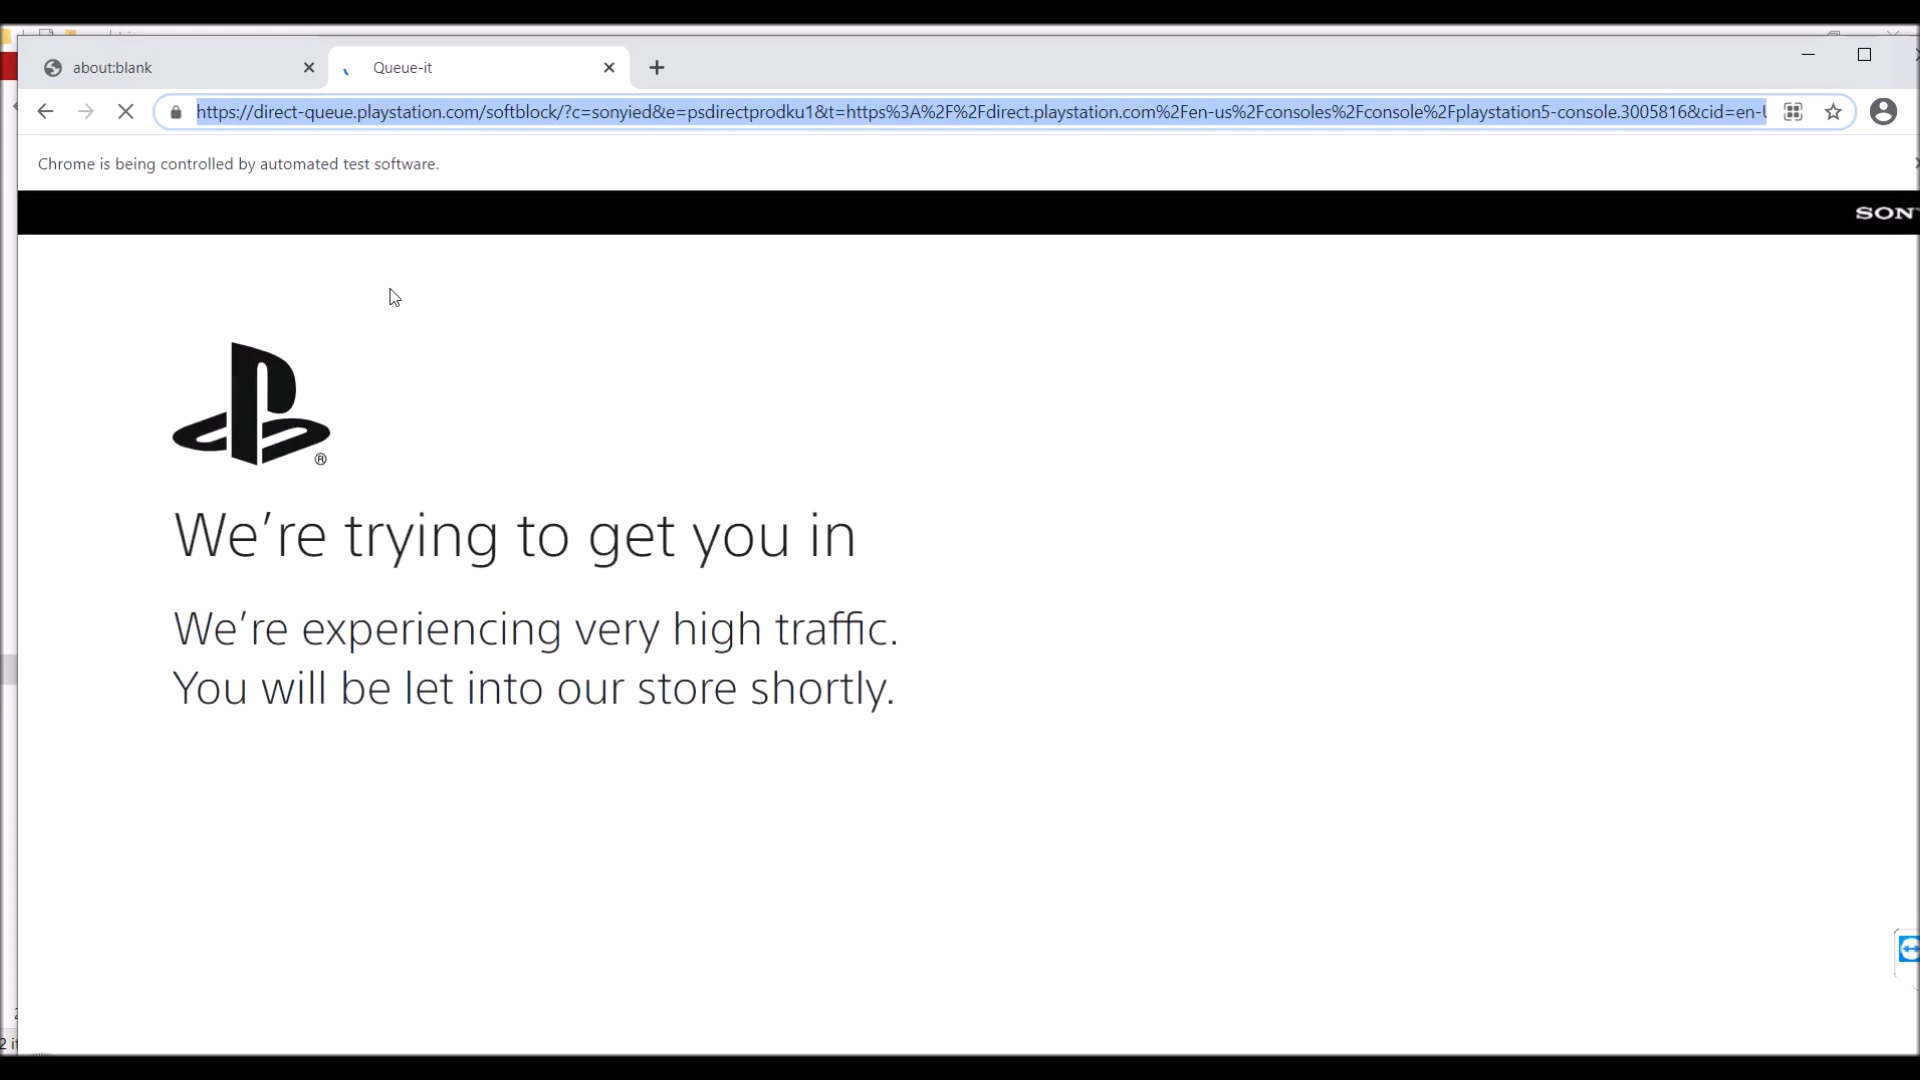 about:blank
Queue-it
https://direct-queue.playstation.com/softblock/?c=sonyied&e=psdirectprodku1&t=https%3A%2F%2Fdirect.playstation.com%2Fen-us%2Fconsoles%2Fconsole%2Fplaystation5-console.3005816&cid=en-U
Chrome is being controlled by automated test software.
SONY
®
We're trying to get you in
We're experiencing very high traffic.
You will be let into our store shortly.